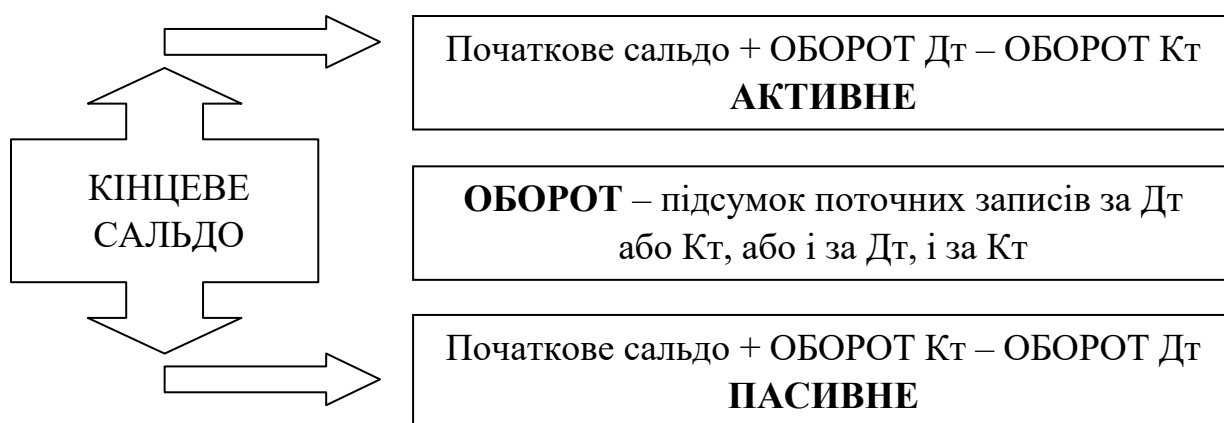 Початкове сальдо + ОБОРОТ Дт – ОБОРОТ Кт
АКТИВНЕ
КІНЦЕВЕ
САЛЬДО
ОБОРОТ – підсумок поточних записів за Дт
або Кт, або і за Дт, і за Кт
Початкове сальдо + ОБОРОТ Кт – ОБОРОТ Дт
ПАСИВНЕ